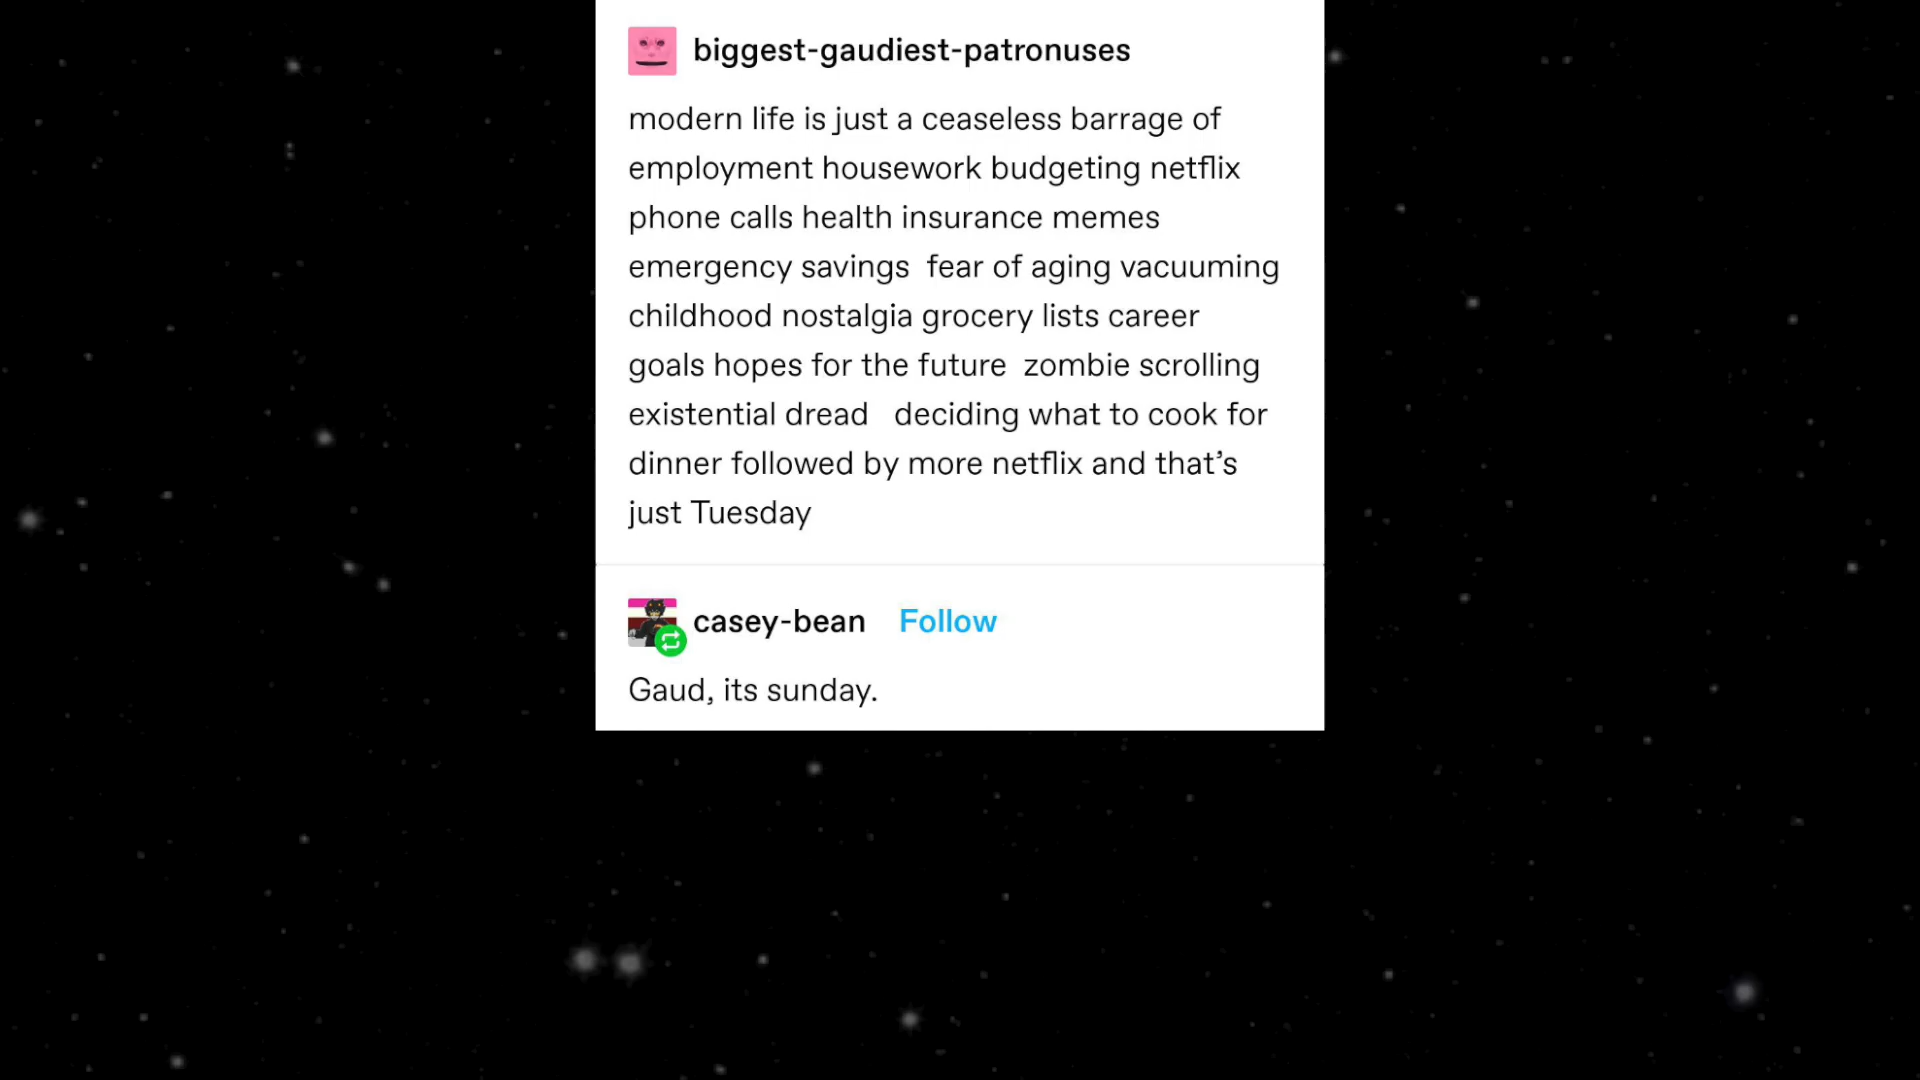 biggest-gaudiest-patronuses
modern life is just a ceaseless barrage of
employment housework budgeting netflix
phone calls health insurance memes
emergency savings  fear of aging vacuuming
childhood nostalgia grocery lists career
goals hopes for the future  zombie scrolling
existential dread   deciding what to cook for
dinner followed by more netflix and that’s
just Tuesday
casey-bean Follow
Gaud, its sunday.